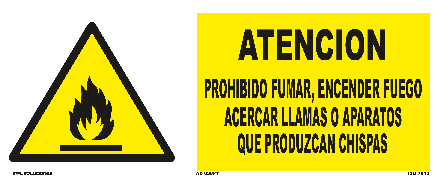 ATENCION
PROHIBIDO FUMAR, ENCENDER FUEGO
ACERCAR LLAMAS O APARATOS
QUE PRODUZCAN CHISPAS